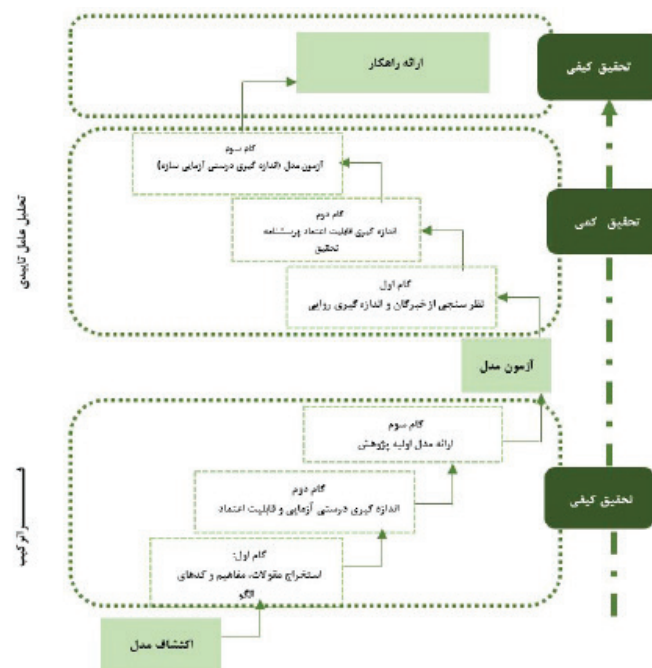 ارائه راهکار
تحقیق کیفی
گام سوم
آزمون مدل (اندازه گیری درستی آزمایی سازه)
تحلیل عامل تاییدی
گام دوم
اندازه گیری قابلیت اعتماد پرسشنامه
تحقیق
تحقیق کمی
گام اول
نظر سنجی از خبرگان و اندازه گیری روایی
آزمون مدل
گام سوم
ارائه مدل اولیه پژوهش
گام دوم
اندازه گیری درستی آزمایی و قابلیت اعتماد
تحقیق کیفی
فــــــراترکیب
گام اول:
استخراج مقولات، مفاهیم و کدهای
الگو
اکتشاف مدل